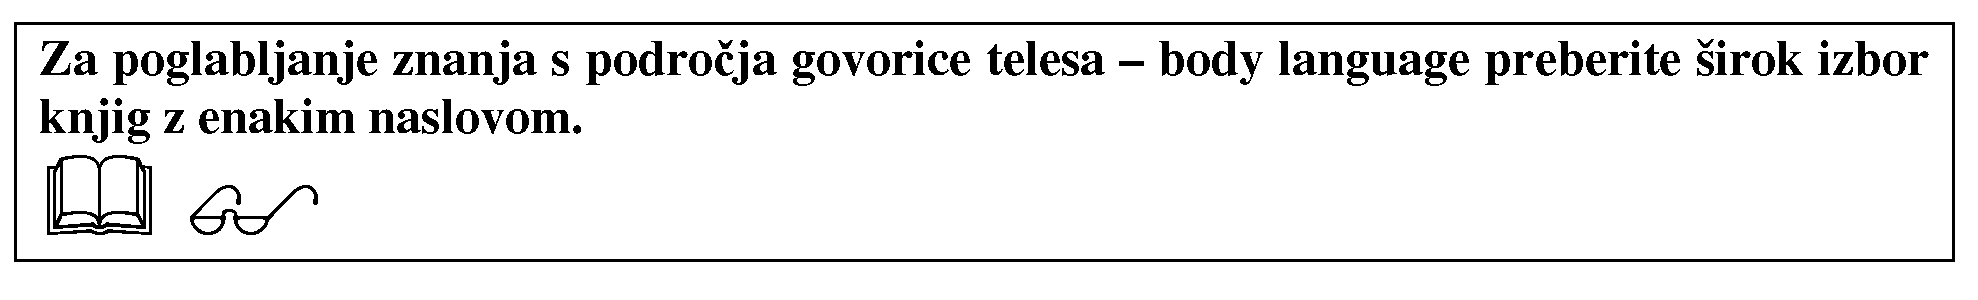 Za poglabljanje znanja s področja govorice telesa – body language preberite širok izbor
knjig z enakim naslovom.